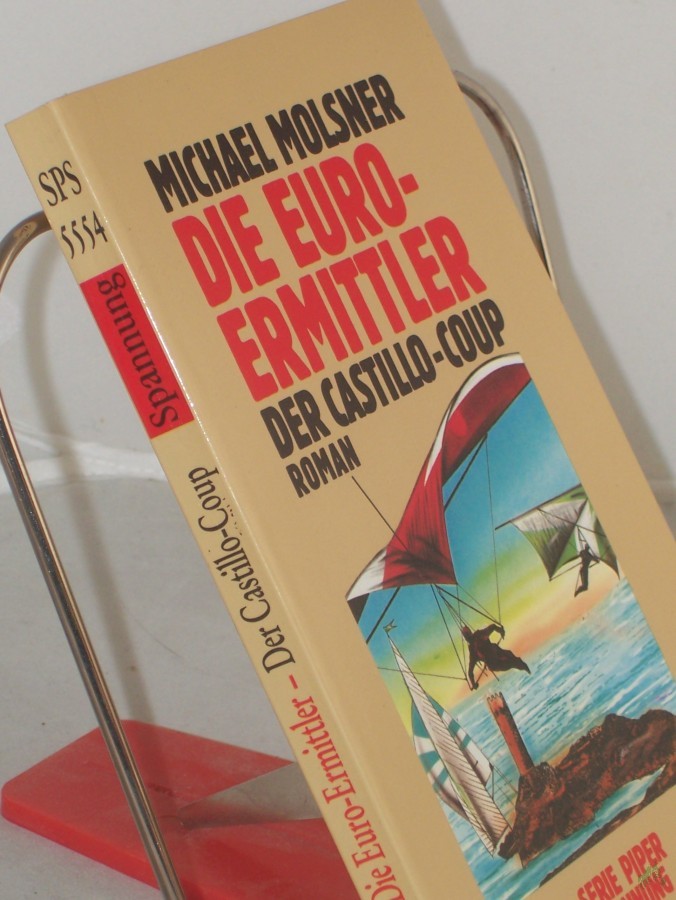 MICHAEL MOLSNER
DIE EURO-
ERMITTLER
DER CASTILLO-COUP
ROMAN
SERIE PIPER
SPS
5554
Spannung
Die Euro-Ermittler – Der Castillo-Coup